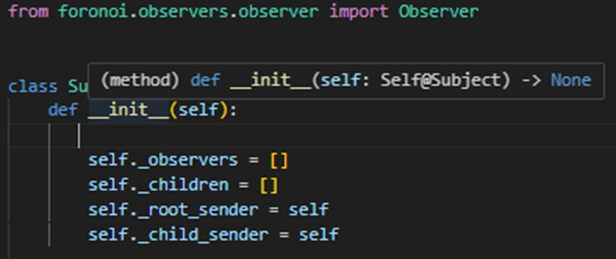 from foronoi.observers.observer import Observer
(method) def __init__(self: Self@Subject) -> None
class Su
def __init__(self):
self._observers = []
self._children = []
self._root_sender = self
self._child_sender = self